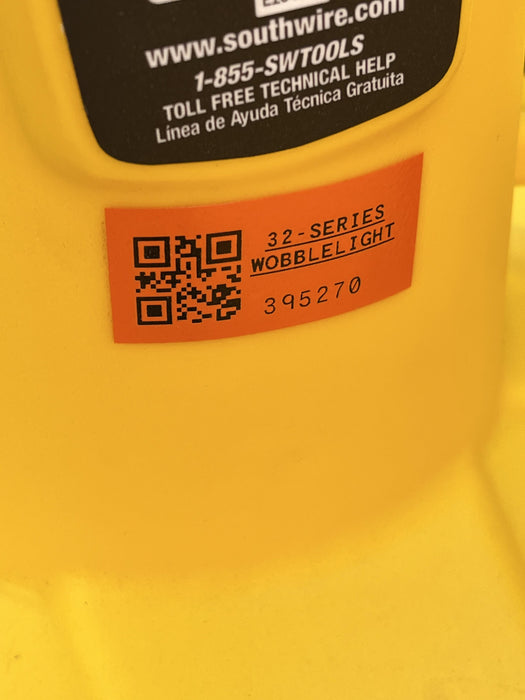 www.southwire.com
1-855-SWTOOLS
TOLL FREE TECHNICAL HELP
Línea de Ayuda Técnica Gratuita
32-SERIES
WOBBLELIGHT
395270